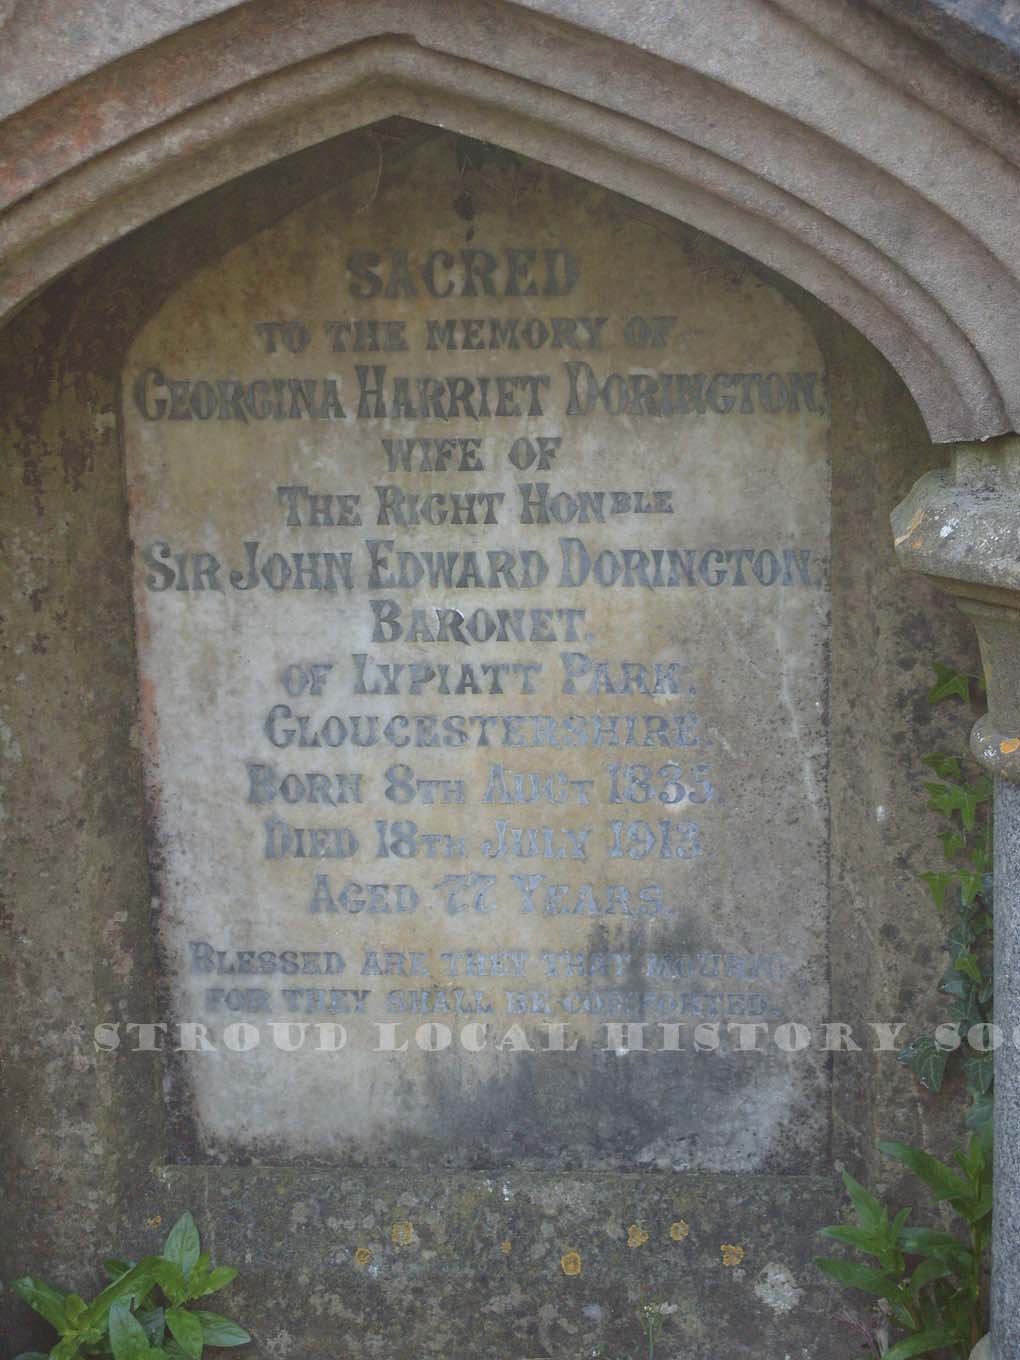 SACRED
TO THE MEMORY OF
GEORGINA HARRIET DORINGTON,
WIFE OF
THE RIGHT HONBLE
SIR JOHN EDWARD DORINGTON,
BARONET.
OF LYPIATT PARK,
GLOUCESTERSHIRE.
BORN 8TH AUGT 1835.
DIED 18TH JULY 1913
AGED 77 YEARS.
BLESSED ARE THEY THAT MOURN,
FOR THEY SHALL BE COMFORTED.
STROUD LOCAL HISTORY SOC